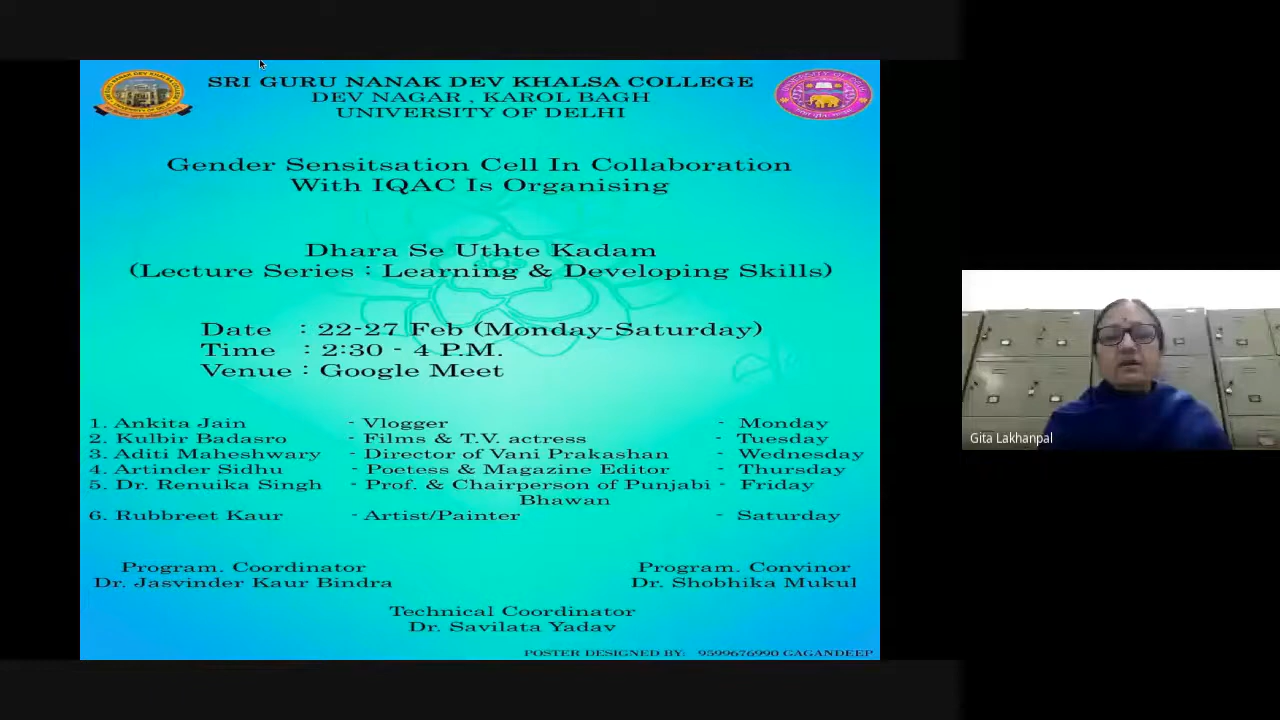 SRI GURU NANAK DEV KHALSA COLLEGE
DEV NAGAR , KAROL BAGH
UNIVERSITY OF DELHI
Gender Sensitsation Cell In Collaboration
With IQAC Is Organising
Dhara Se Uthte Kadam
(Lecture Series : Learning & Developing Skills)
Date : 22-27 Feb (Monday-Saturday)
Time : 2:30 - 4 P.M.
Venue : Google Meet
1. Ankita Jain - Vlogger - Monday
2. Kulbir Badasro - Films & T.V. actress - Tuesday
3. Aditi Maheshwary - Director of Vani Prakashan - Wednesday
4. Artinder Sidhu - Poetess & Magazine Editor - Thursday
5. Dr. Renuika Singh - Prof. & Chairperson of Punjabi - Friday
Bhawan
6. Rubbreet Kaur - Artist/Painter - Saturday
Program. Coordinator
Dr. Jasvinder Kaur Bindra
Program. Convinor
Dr. Shobhika Mukul
Technical Coordinator
Dr. Savilata Yadav
POSTER DESIGNED BY: 9599676990 GAGANDEEP
Gita Lakhanpal